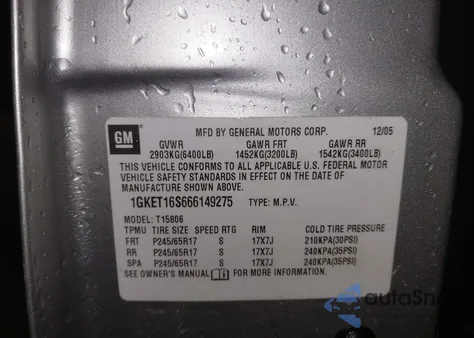 GM
MFD BY GENERAL MOTORS CORP. 12/05
GVWR GAWR FRT GAWR RR
2903KG(6400LB) 1452KG(3200LB) 1542KG(3400LB)
THIS VEHICLE CONFORMS TO ALL APPLICABLE U.S. FEDERAL MOTOR
VEHICLE SAFETY STANDARDS IN EFFECT ON THE DATE OF
MANUFACTURE SHOWN ABOVE.
1GKET16S666149275 TYPE: M.P.V.
MODEL: T15806
TPMU TIRE SIZE SPEED RTG RIM COLD TIRE PRESSURE
FRT P245/65R17 S 17X7J 210KPA(30PSI)
RR P245/65R17 S 17X7J 240KPA(35PSI)
SPA P245/65R17 S 17X7J 240KPA(35PSI)
SEE OWNER'S MANUAL FOR MORE INFORMATION